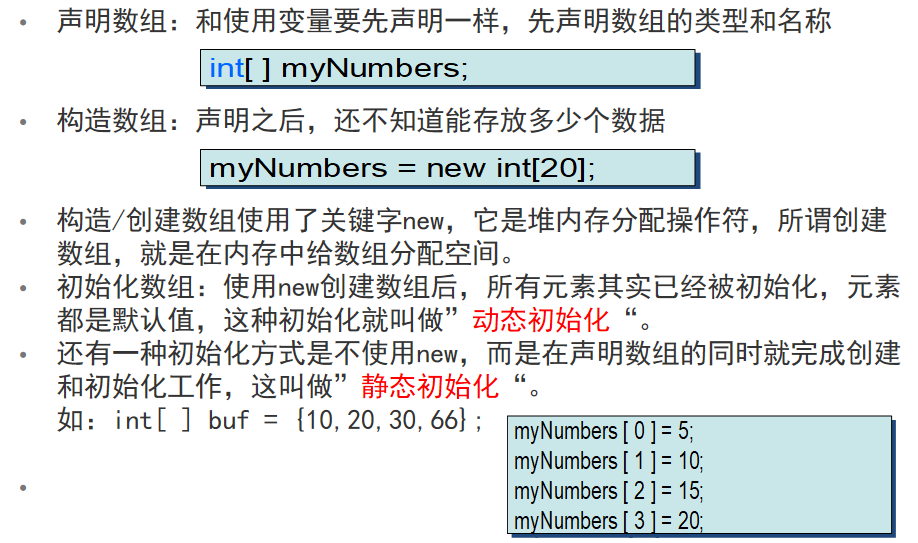 • 声明数组：和使用变量要先声明一样，先声明数组的类型和名称
int[ ] myNumbers;
• 构造数组：声明之后，还不知道能存放多少个数据
myNumbers = new int[20];
• 构造/创建数组使用了关键字new，它是堆内存分配操作符，所谓创建
数组，就是在内存中给数组分配空间。
• 初始化数组：使用new创建数组后，所有元素其实已经被初始化，元素
都是默认值，这种初始化就叫做”动态初始化“。
• 还有一种初始化方式是不使用new，而是在声明数组的同时就完成创建
和初始化工作，这叫做”静态初始化“。
如：int[ ] buf = {10,20,30,66};
myNumbers [ 0 ] = 5;
myNumbers [ 1 ] = 10;
myNumbers [ 2 ] = 15;
myNumbers [ 3 ] = 20;